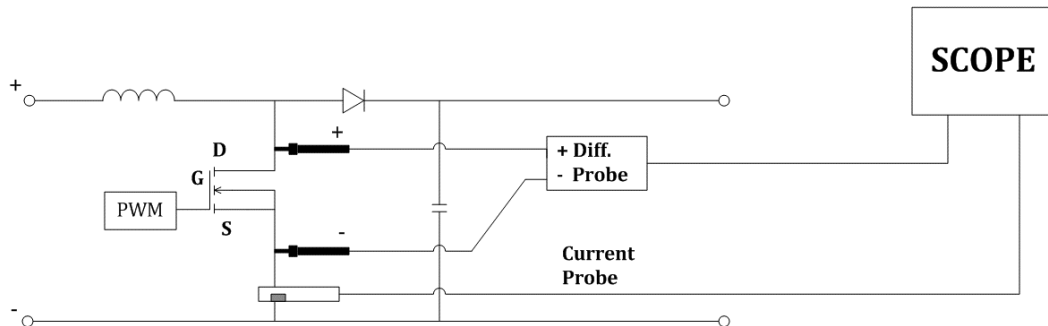 SCOPE
+
+
D
+ Diff.
- Probe
G
PWM
S
-
Current
Probe
-